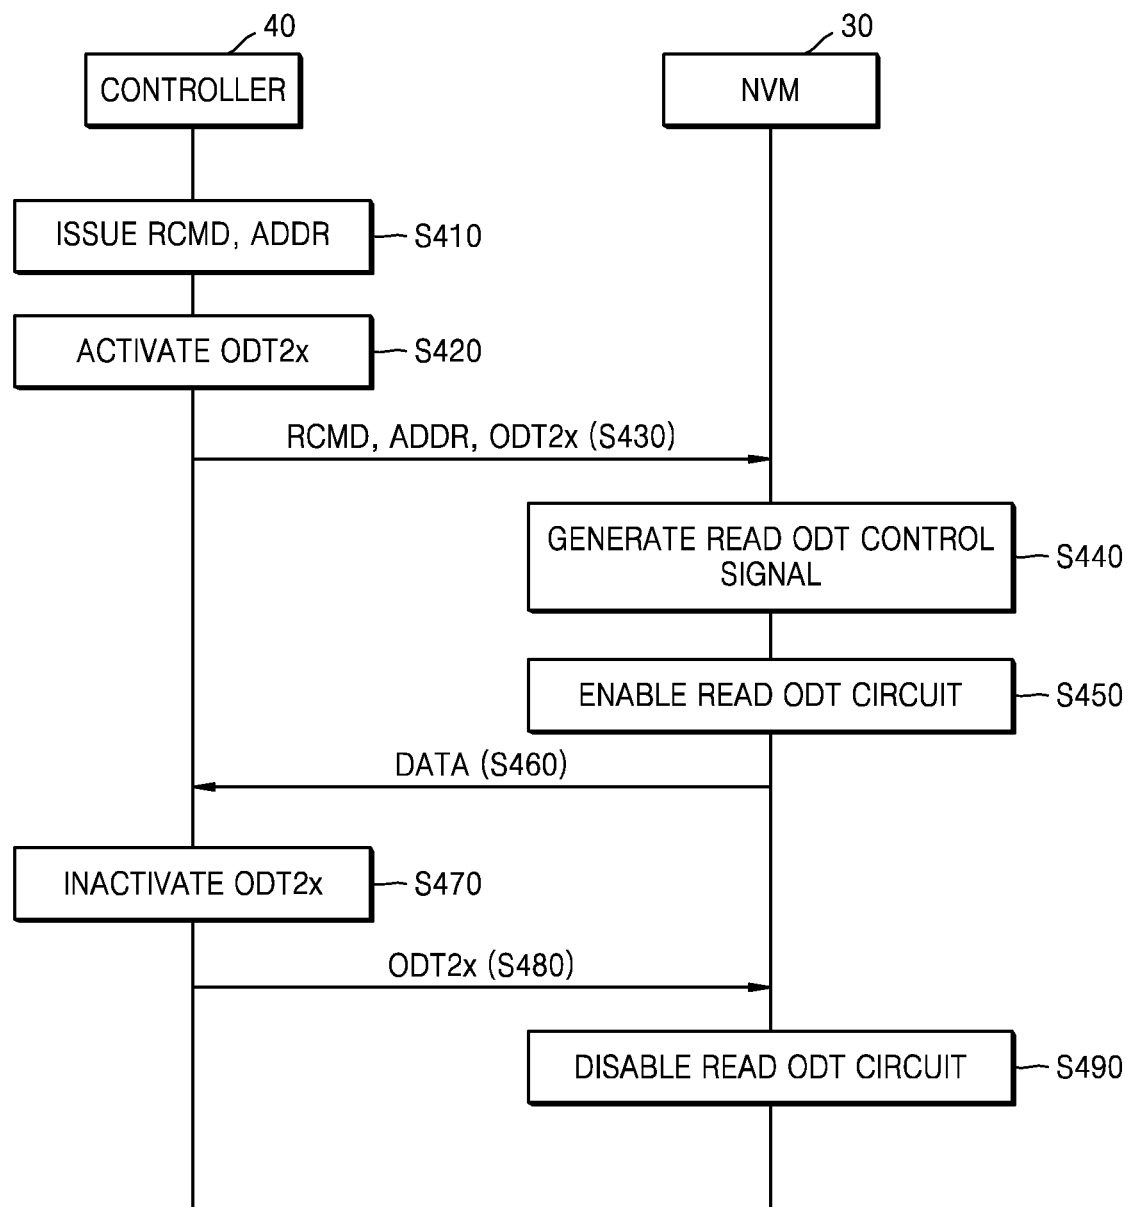 40
30
CONTROLLER
NVM
ISSUE RCMD, ADDR
S410
ACTIVATE ODT2x
S420
RCMD, ADDR, ODT2x (S430)
GENERATE READ ODT CONTROL
SIGNAL
S440
ENABLE READ ODT CIRCUIT
S450
DATA (S460)
INACTIVATE ODT2x
S470
ODT2x (S480)
DISABLE READ ODT CIRCUIT
S490